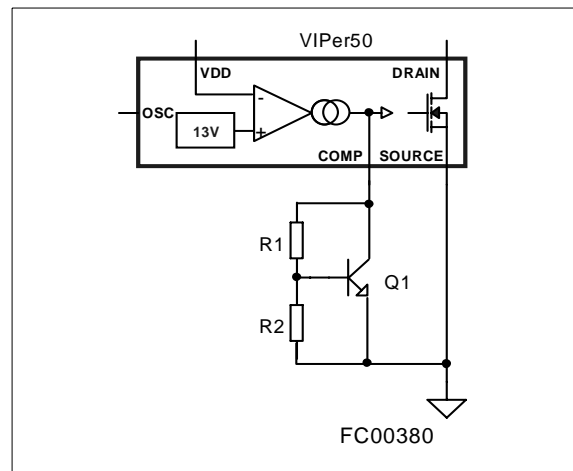 VIPer50
VDD
DRAIN
OSC
-
13V
+
COMP
SOURCE
R1
Q1
R2
FC00380